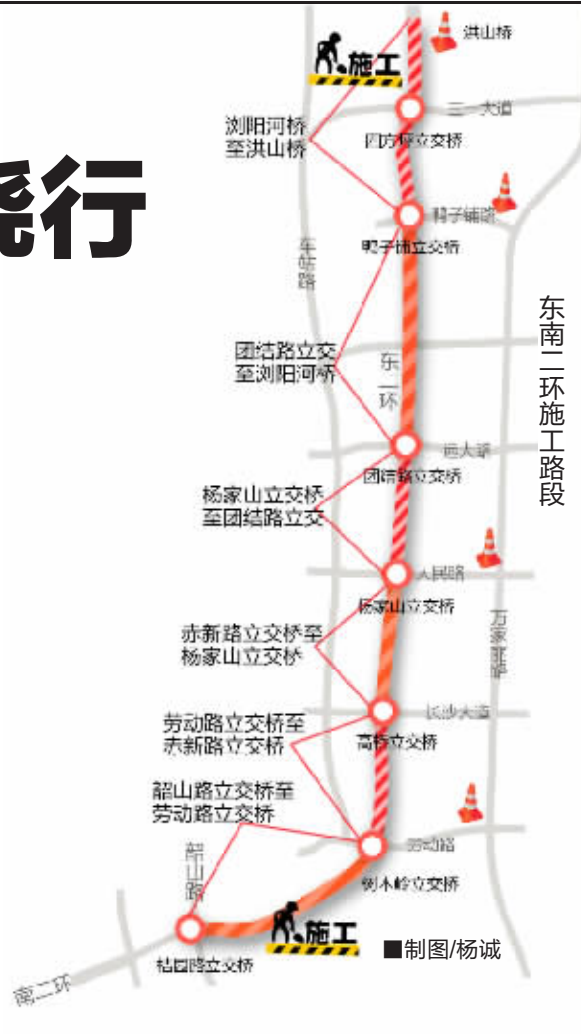 洪山桥
施工
三一大道
浏阳河桥
至洪山桥
四方坪立交桥
绕行
鸭子铺路
鸭子铺立交桥
车站路
东南二环施工路段
团结路立交
至浏阳河桥
东二环
远大路
团结路立交桥
杨家山立交桥
至团结路立交
人民路
杨家山立交桥
万家丽路
赤新路立交桥至
杨家山立交桥
长沙大道
劳动路立交桥至
赤新路立交桥
高桥立交桥
韶山路立交桥至
劳动路立交桥
劳动路
韶山路
树木岭立交桥
施工
■制图/杨诚
桔园路立交桥
南二环